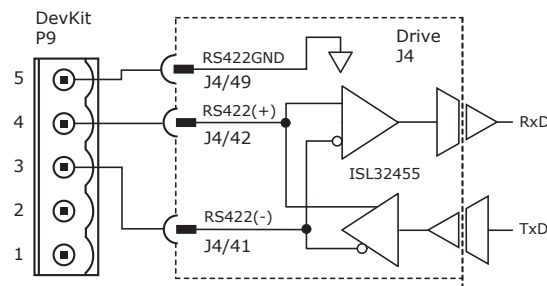 DevKit
P9
Drive
J4
5
RS422GND
J4/49
4
RS422(+)
J4/42
RxD
3
ISL32455
2
RS422(-)
TxD
1
J4/41